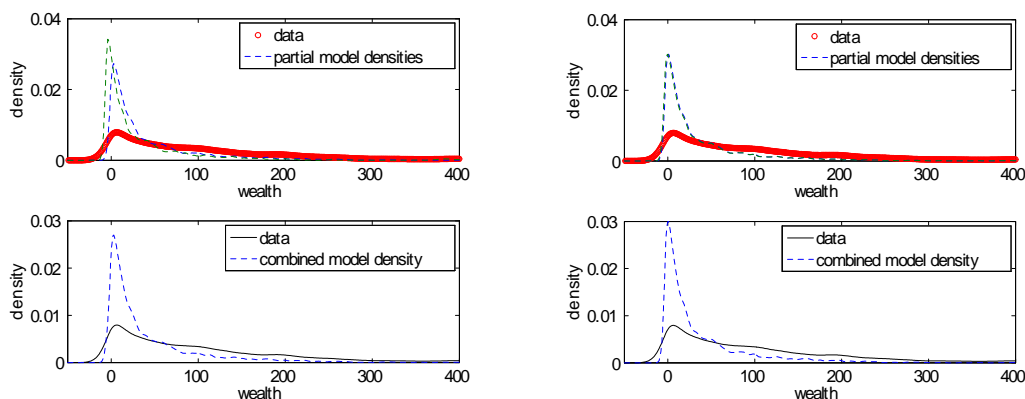 0.04
0.02
0
density
data
partial model densities
0 100 200 300 400
wealth
0.04
0.02
0
density
data
partial model densities
0 100 200 300 400
wealth
0.03
0.02
0.01
0
density
data
combined model density
0 100 200 300 400
wealth
0.03
0.02
0.01
0
density
data
combined model density
0 100 200 300 400
wealth